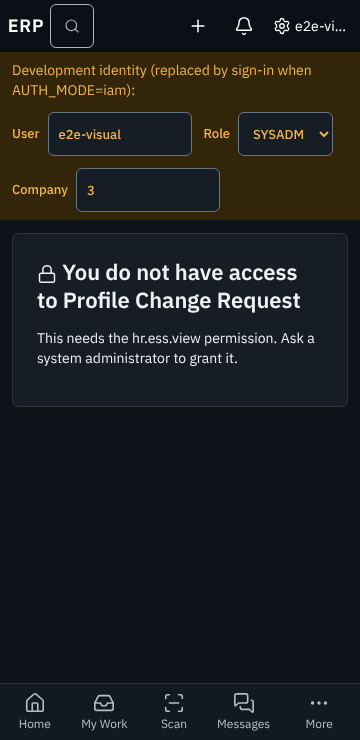 ERP
e2e-vi...
Development identity (replaced by sign-in when
AUTH_MODE=iam):
User e2e-visual Role SYSADM
Company 3
You do not have access
to Profile Change Request
This needs the hr.ess.view permission. Ask a
system administrator to grant it.
Home My Work Scan Messages More